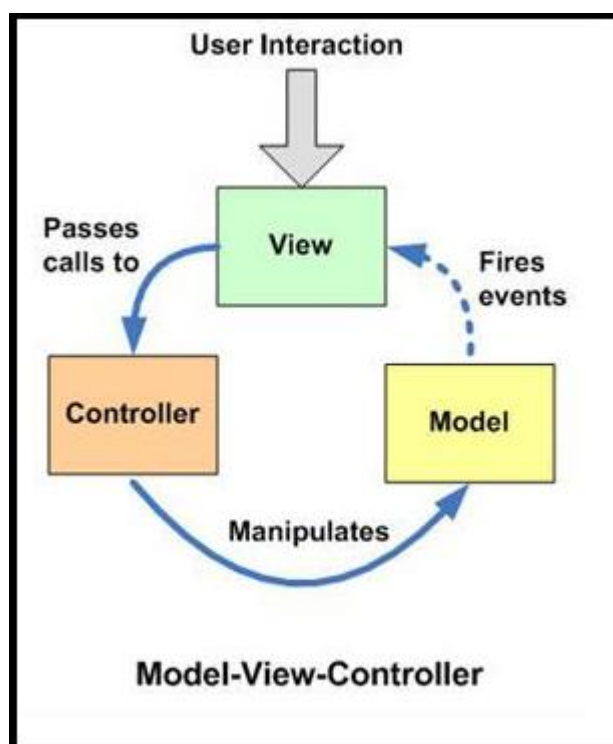 User Interaction
View
Passes
calls to
Fires
events
Controller
Model
Manipulates
Model-View-Controller